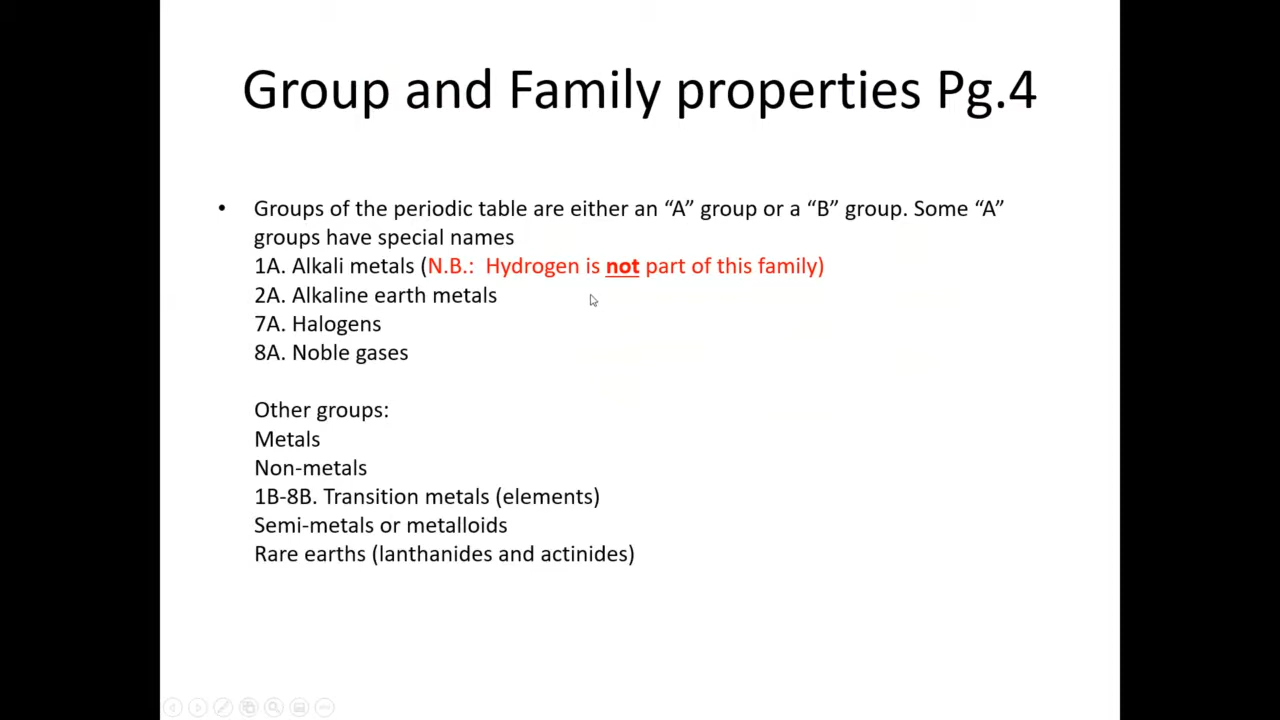 Group and Family properties Pg.4
• Groups of the periodic table are either an “A” group or a “B” group. Some “A”
groups have special names
1A. Alkali metals (N.B.:  Hydrogen is not part of this family)
2A. Alkaline earth metals
7A. Halogens
8A. Noble gases
Other groups:
Metals
Non-metals
1B-8B. Transition metals (elements)
Semi-metals or metalloids
Rare earths (lanthanides and actinides)